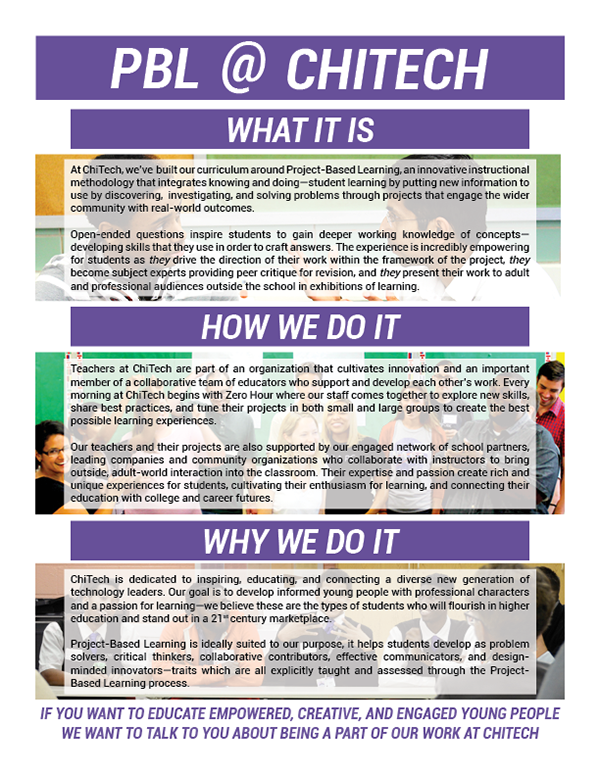 PBL @ CHITECH
WHAT IT IS
At ChiTech, we've built our curriculum around Project-Based Learning, an innovative instructional
methodology that integrates knowing and doing—student learning by putting new information to
use by discovering, investigating, and solving problems through projects that engage the wider
community with real-world outcomes.
Open-ended questions inspire students to gain deeper working knowledge of concepts—
developing skills that they use in order to craft answers. The experience is incredibly empowering
for students as they drive the direction of their work within the framework of the project, they
become subject experts providing peer critique for revision, and they present their work to adult
and professional audiences outside the school in exhibitions of learning.
HOW WE DO IT
Teachers at ChiTech are part of an organization that cultivates innovation and an important
member of a collaborative team of educators who support and develop each other's work. Every
morning at ChiTech begins with Zero Hour where our staff comes together to explore new skills,
share best practices, and tune their projects in both small and large groups to create the best
possible learning experiences.
Our teachers and their projects are also supported by our engaged network of school partners,
leading companies and community organizations who collaborate with instructors to bring
outside, adult-world interaction into the classroom. Their expertise and passion create rich and
unique experiences for students, cultivating their enthusiasm for learning, and connecting their
education with college and career futures.
WHY WE DO IT
ChiTech is dedicated to inspiring, educating, and connecting a diverse new generation of
technology leaders. Our goal is to develop informed young people with professional characters
and a passion for learning—we believe these are the types of students who will flourish in higher
education and stand out in a 21st century marketplace.
Project-Based Learning is ideally suited to our purpose, it helps students develop as problem
solvers, critical thinkers, collaborative contributors, effective communicators, and design-
minded innovators—traits which are all explicitly taught and assessed through the Project-
Based Learning process.
IF YOU WANT TO EDUCATE EMPOWERED, CREATIVE, AND ENGAGED YOUNG PEOPLE
WE WANT TO TALK TO YOU ABOUT BEING A PART OF OUR WORK AT CHITECH